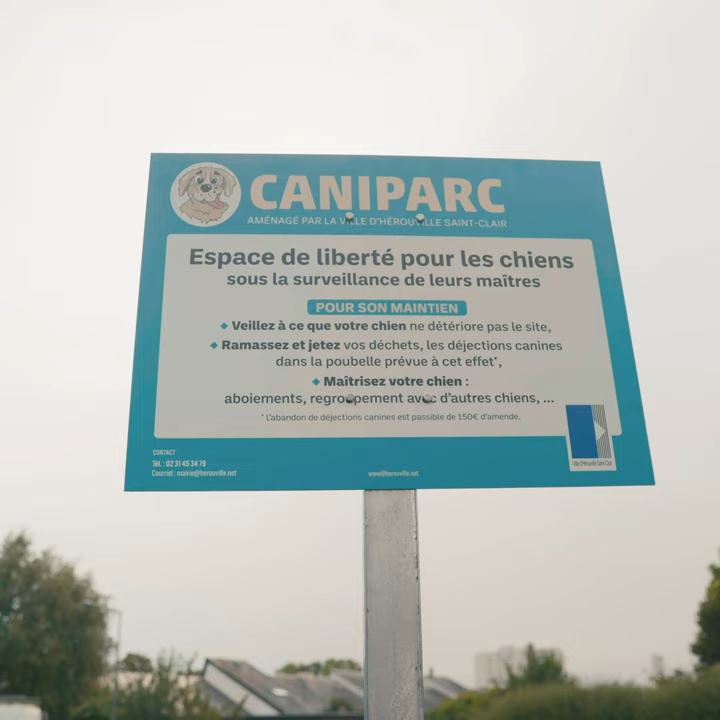 CANIPARC
AMÉNAGÉ PAR LA VILLE D'HÉROUVILLE SAINT-CLAIR
Espace de liberté pour les chiens
sous la surveillance de leurs maîtres
POUR SON MAINTIEN
◆ Veillez à ce que votre chien ne détériore pas le site,
◆ Ramassez et jetez vos déchets, les déjections canines
dans la poubelle prévue à cet effet*,
◆ Maîtrisez votre chien :
aboiements, regroupement avec d'autres chiens, ...
* L'abandon de déjections canines est passible de 150€ d'amende.
CONTACT
Tél. : 02 31 45 34 79
Courriel : mairie@herouville.net
www@herouville.net
Ville d'Hérouville Saint-Clair